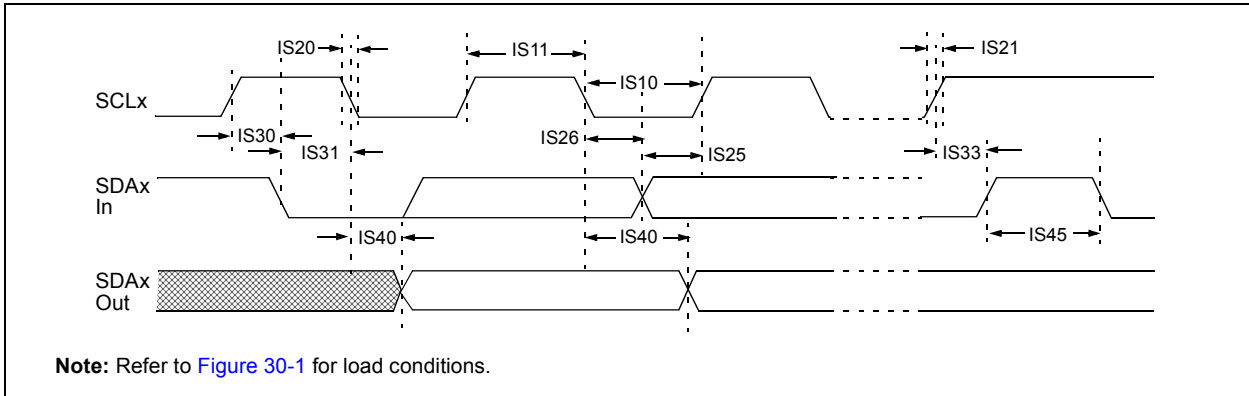 IS20
IS11
IS21
SCLx
IS10
IS30
IS31
IS26
IS25
IS33
SDAx
In
IS40
IS40
IS45
SDAx
Out
Note: Refer to Figure 30-1 for load conditions.